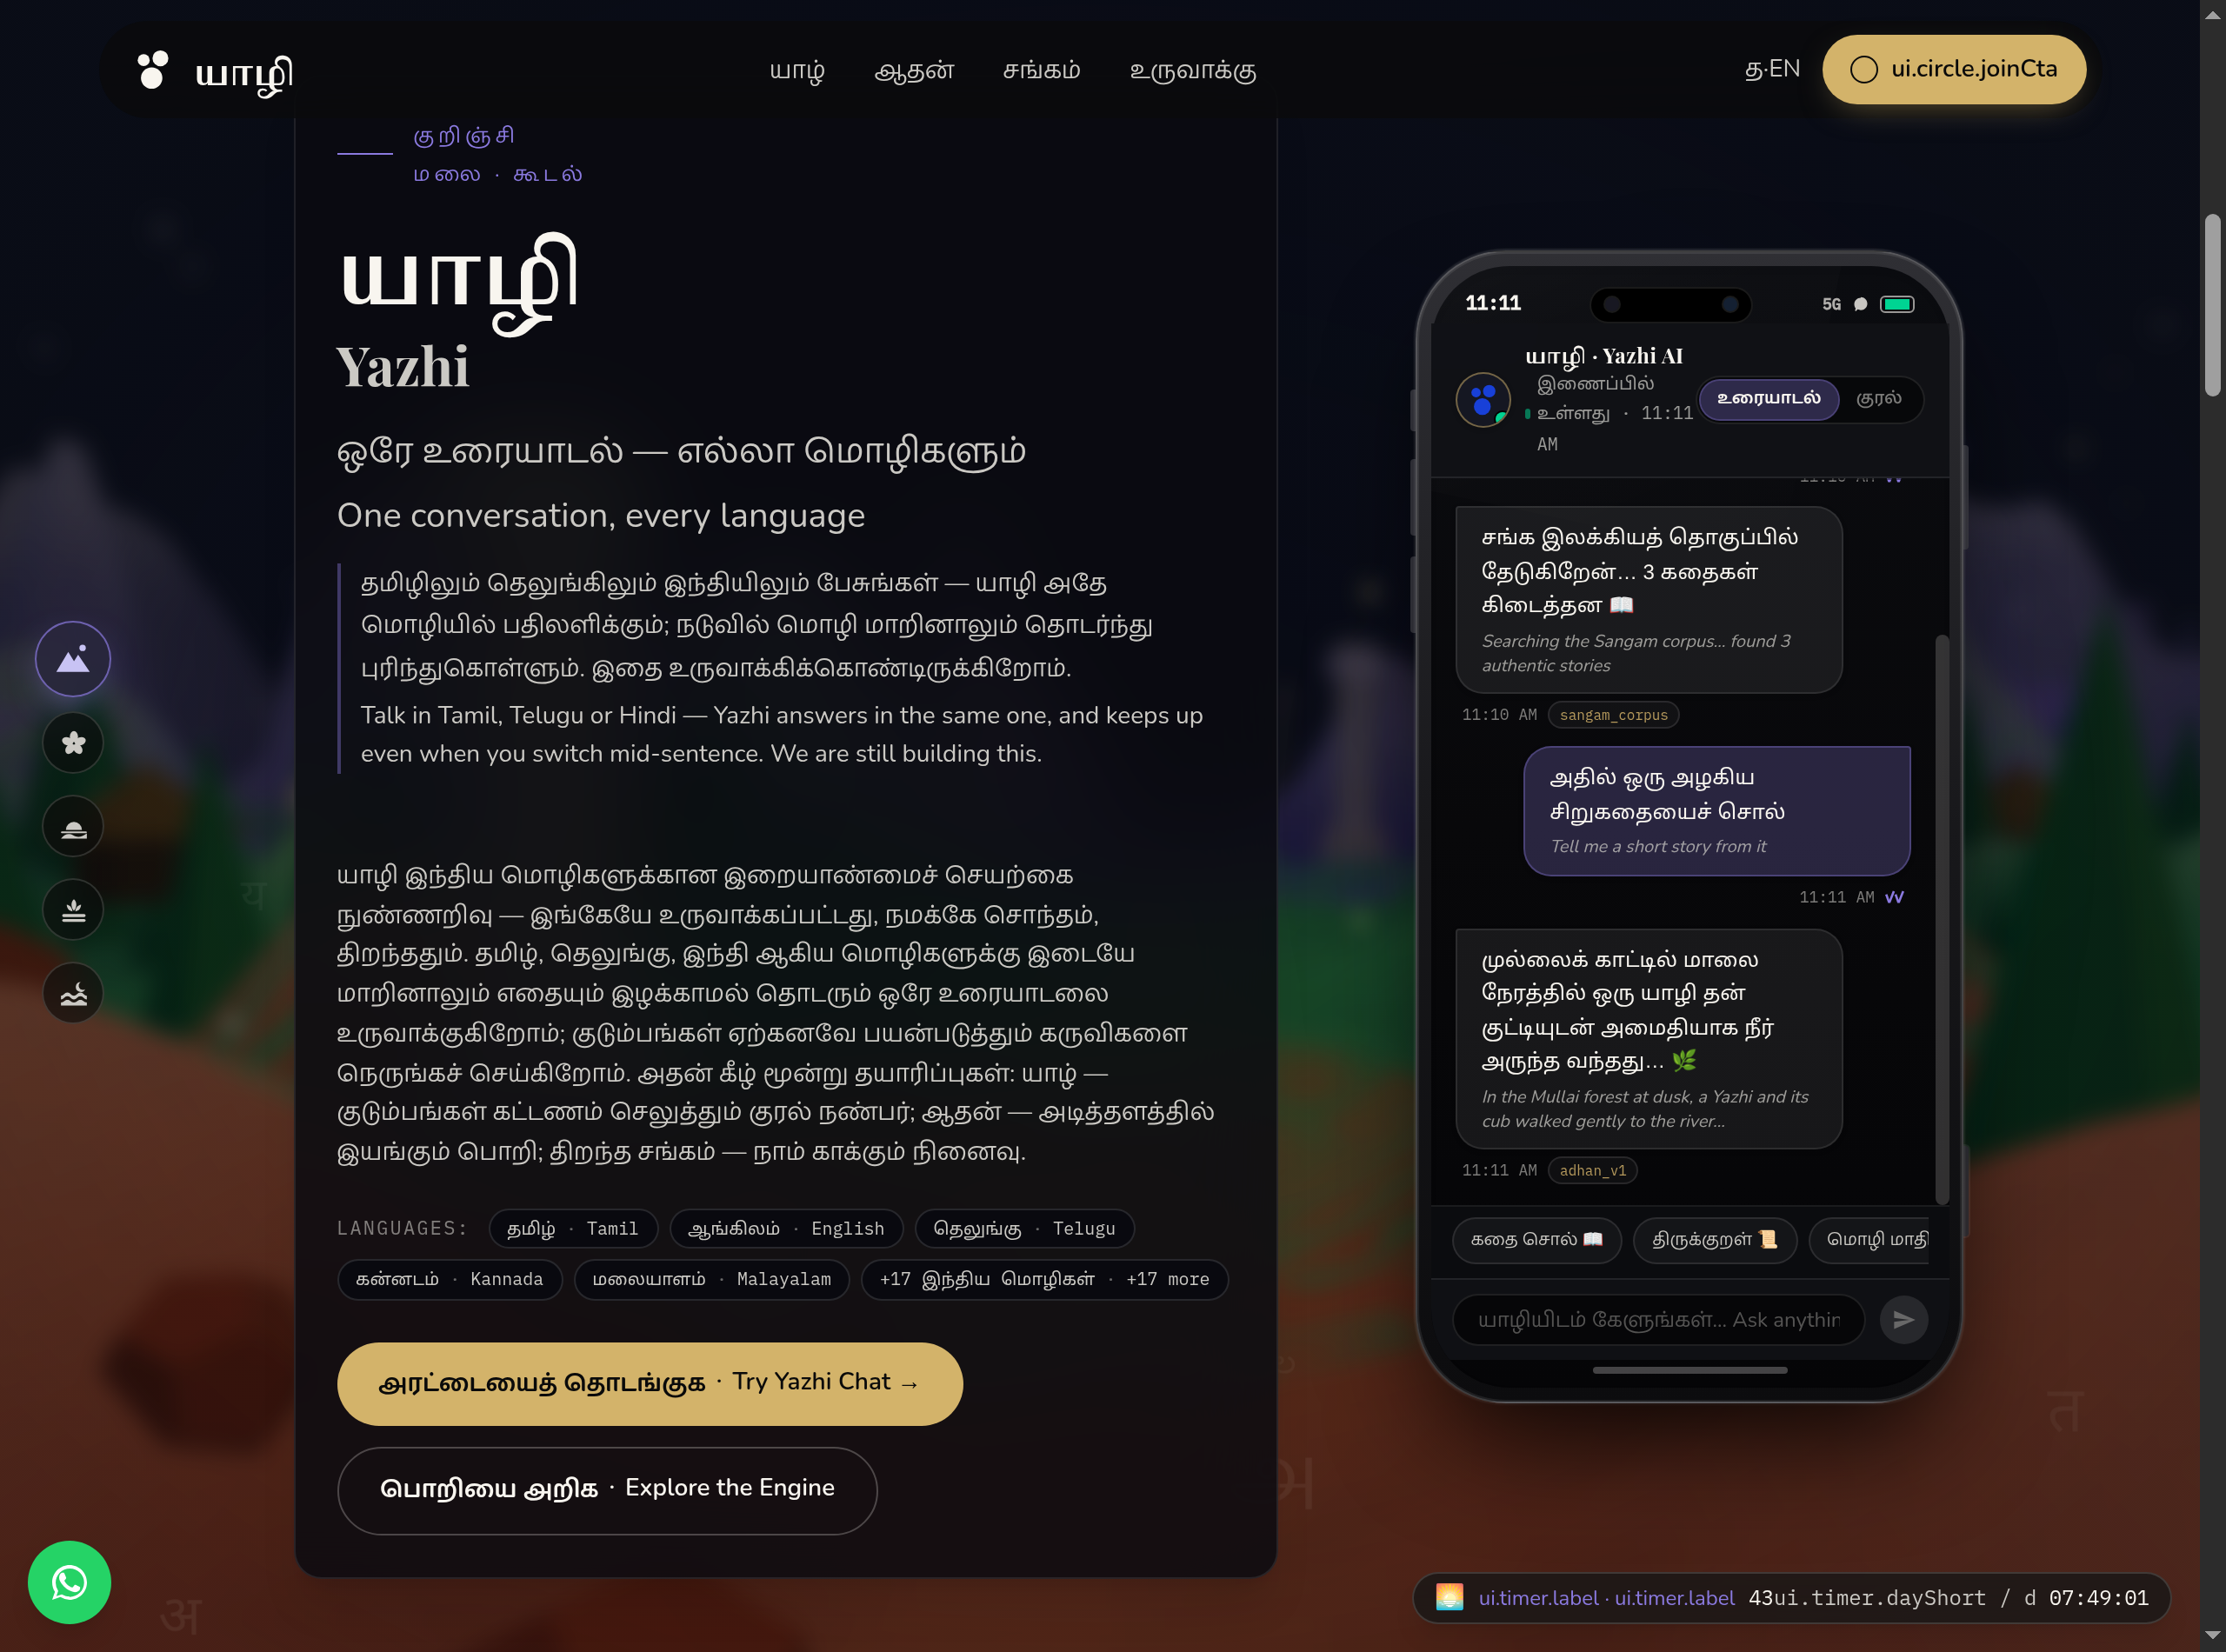 யாழி
யாழ் ஆதன் சங்கம் உருவாக்கு
த·EN
ui.circle.joinCta
குறிஞ்சி
மலை · கூடல்
யாழி
Yazhi
ஒரே உரையாடல் — எல்லா மொழிகளும்
One conversation, every language
தமிழிலும் தெலுங்கிலும் இந்தியிலும் பேசுங்கள் — யாழி அதே
மொழியில் பதிலளிக்கும்; நடுவில் மொழி மாறினாலும் தொடர்ந்து
புரிந்துகொள்ளும். இதை உருவாக்கிக்கொண்டிருக்கிறோம்.
Talk in Tamil, Telugu or Hindi — Yazhi answers in the same one, and keeps up
even when you switch mid-sentence. We are still building this.
யாழி இந்திய மொழிகளுக்கான இறையாண்மைச் செயற்கை
நுண்ணறிவு — இங்கேயே உருவாக்கப்பட்டது, நமக்கே சொந்தம்,
திறந்ததும். தமிழ், தெலுங்கு, இந்தி ஆகிய மொழிகளுக்கு இடையே
மாறினாலும் எதையும் இழக்காமல் தொடரும் ஒரே உரையாடலை
உருவாக்குகிறோம்; குடும்பங்கள் ஏற்கனவே பயன்படுத்தும் கருவிகளை
நெருங்கச் செய்கிறோம். அதன் கீழ் மூன்று தயாரிப்புகள்: யாழ் —
குடும்பங்கள் கட்டணம் செலுத்தும் குரல் நண்பர்; ஆதன் — அடித்தளத்தில்
இயங்கும் பொறி; திறந்த சங்கம் — நாம் காக்கும் நினைவு.
LANGUAGES: தமிழ் · Tamil ஆங்கிலம் · English தெலுங்கு · Telugu
கன்னடம் · Kannada மலையாளம் · Malayalam +17 இந்திய மொழிகள் · +17 more
அரட்டையைத் தொடங்குக · Try Yazhi Chat →
பொறியை அறிக · Explore the Engine
11:11
5G
யாழி · Yazhi AI
இணைப்பில்
உள்ளது · 11:11
AM
உரையாடல் குரல்
11:10 AM
சங்க இலக்கியத் தொகுப்பில்
தேடுகிறேன்... 3 கதைகள்
கிடைத்தன 📖
Searching the Sangam corpus... found 3
authentic stories
11:10 AM sangam_corpus
அதில் ஒரு அழகிய
சிறுகதையைச் சொல்
Tell me a short story from it
11:11 AM
முல்லைக் காட்டில் மாலை
நேரத்தில் ஒரு யாழி தன்
குட்டியுடன் அமைதியாக நீர்
அருந்த வந்தது... 🌿
In the Mullai forest at dusk, a Yazhi and its
cub walked gently to the river...
11:11 AM adhan_v1
கதை சொல் 📖 திருக்குறள் 📜 மொழி மாதி
யாழியிடம் கேளுங்கள்... Ask anythin
ui.timer.label · ui.timer.label 43ui.timer.dayShort / d 07:49:01
य
அ
त
अ